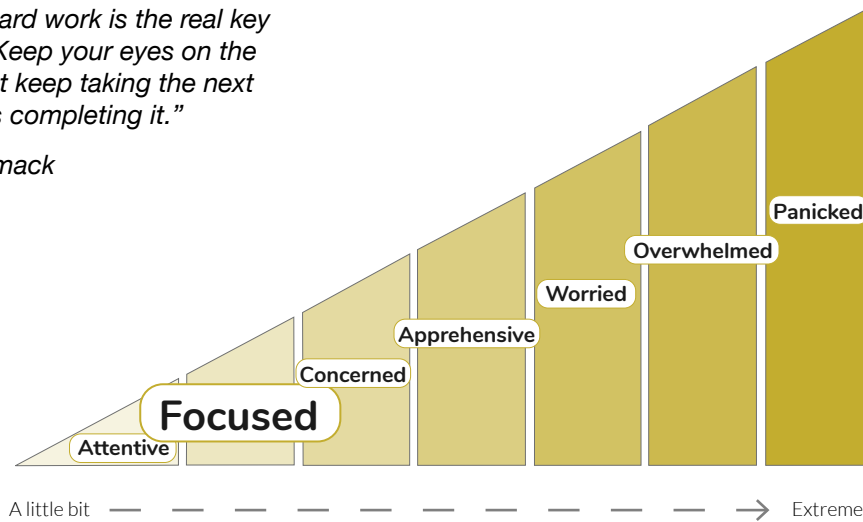 ard work is the real key
Keep your eyes on the
t keep taking the next
s completing it.”
mack
Panicked
Overwhelmed
Worried
Apprehensive
Concerned
Focused
Attentive
A little bit
Extreme